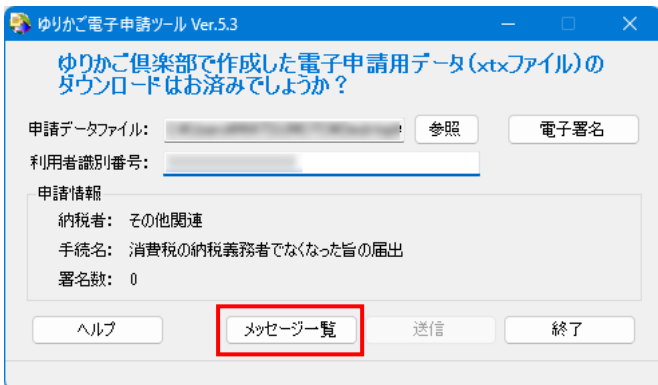 ゆりかご電子申請ツール Ver.5.3
ゆりかご倶楽部で作成した電子申請用データ(xtxファイル)の
ダウンロードはお済みでしょうか?
申請データファイル: 参照 電子署名
利用者識別番号:
申請情報
納税者: その他関連
手続名: 消費税の納税義務者でなくなった旨の届出
署名数: 0
ヘルプ メッセージ一覧 送信 終了